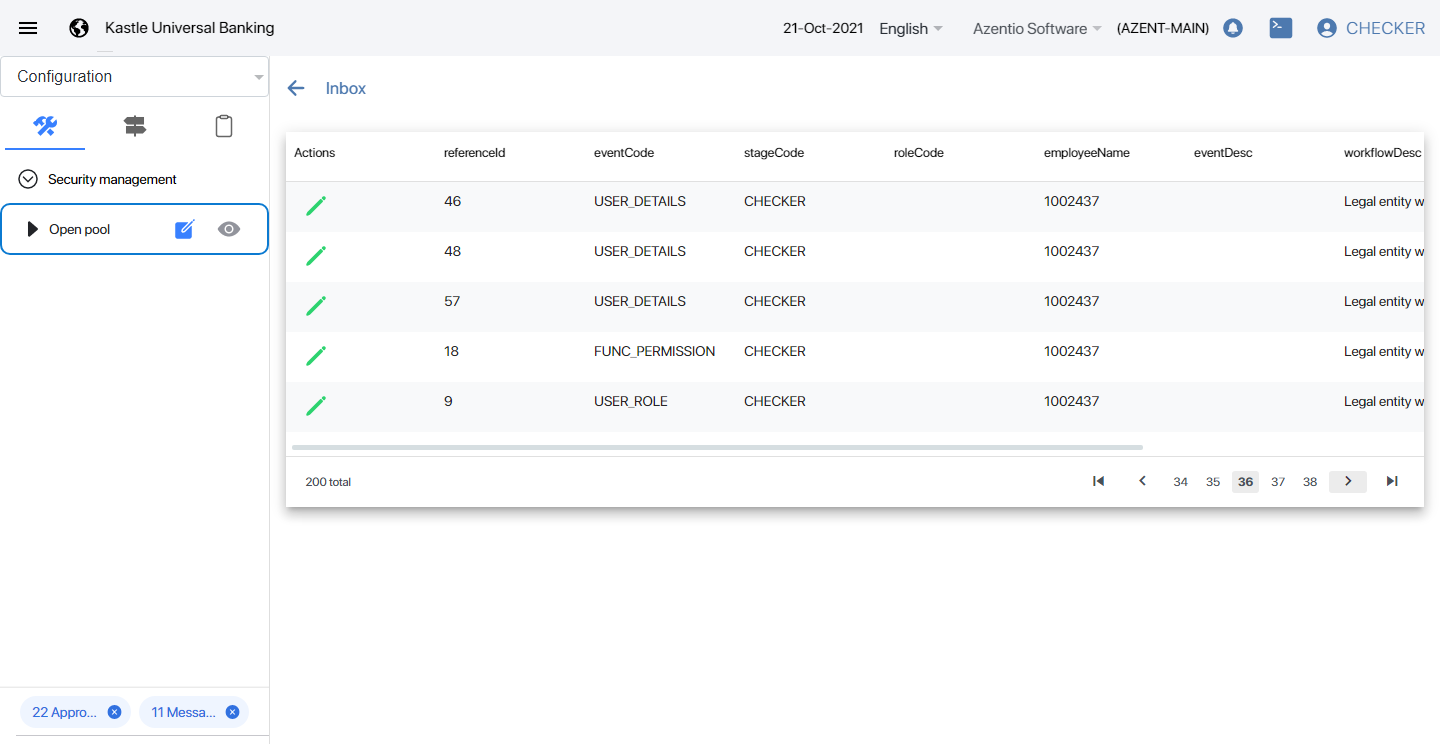 Kastle Universal Banking 21-Oct-2021 English Azentio Software (AZENT-MAIN) CHECKER
Configuration
Security management
Open pool
22 Appro... 11 Messa...
Inbox
Actions referenceId eventCode stageCode roleCode employeeName eventDesc workflowDesc
46 USER_DETAILS CHECKER 1002437 Legal entity w
48 USER_DETAILS CHECKER 1002437 Legal entity w
57 USER_DETAILS CHECKER 1002437 Legal entity w
18 FUNC_PERMISSION CHECKER 1002437 Legal entity w
9 USER_ROLE CHECKER 1002437 Legal entity w
200 total 34 35 36 37 38